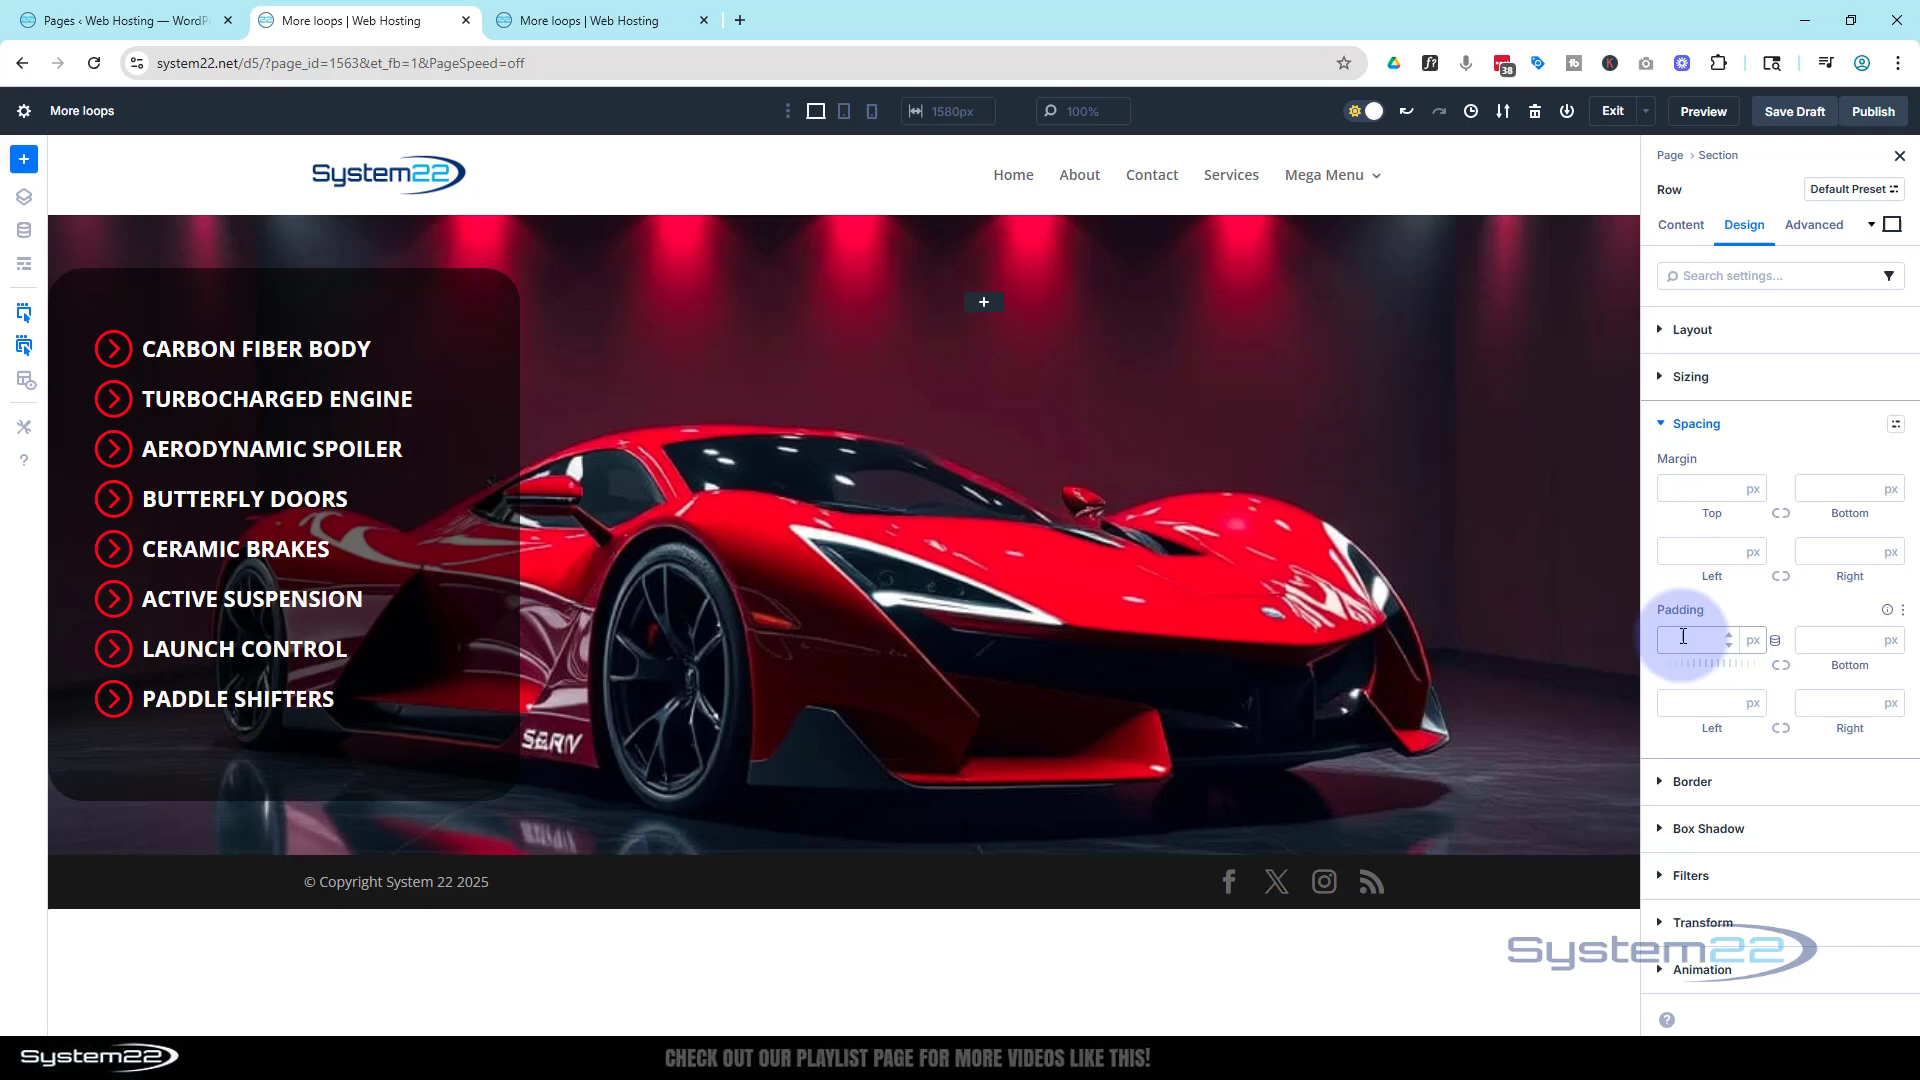 Pages ‹ Web Hosting — WordP
More loops | Web Hosting
More loops | Web Hosting
system22.net/d5/?page_id=1563&et_fb=1&PageSpeed=off
38
More loops
1580px
100%
Exit
Preview
Save Draft
Publish
System22
Home
About
Contact
Services
Mega Menu
CARBON FIBER BODY
TURBOCHARGED ENGINE
AERODYNAMIC SPOILER
BUTTERFLY DOORS
CERAMIC BRAKES
ACTIVE SUSPENSION
LAUNCH CONTROL
PADDLE SHIFTERS
© Copyright System 22 2025
Page › Section
Row
Default Preset
Content
Design
Advanced
Search settings...
Layout
Sizing
Spacing
Margin
px
px
Top
Bottom
px
px
Left
Right
Padding
px
px
Bottom
px
px
Left
Right
Border
Box Shadow
Filters
Transform
Animation
System22
System22
CHECK OUT OUR PLAYLIST PAGE FOR MORE VIDEOS LIKE THIS!